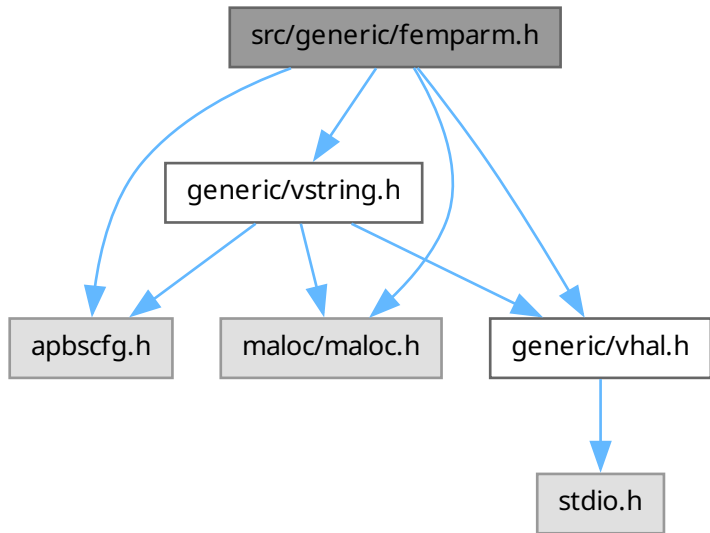 src/generic/femparm.h
generic/vstring.h
apbscfg.h
maloc/maloc.h
generic/vhal.h
stdio.h